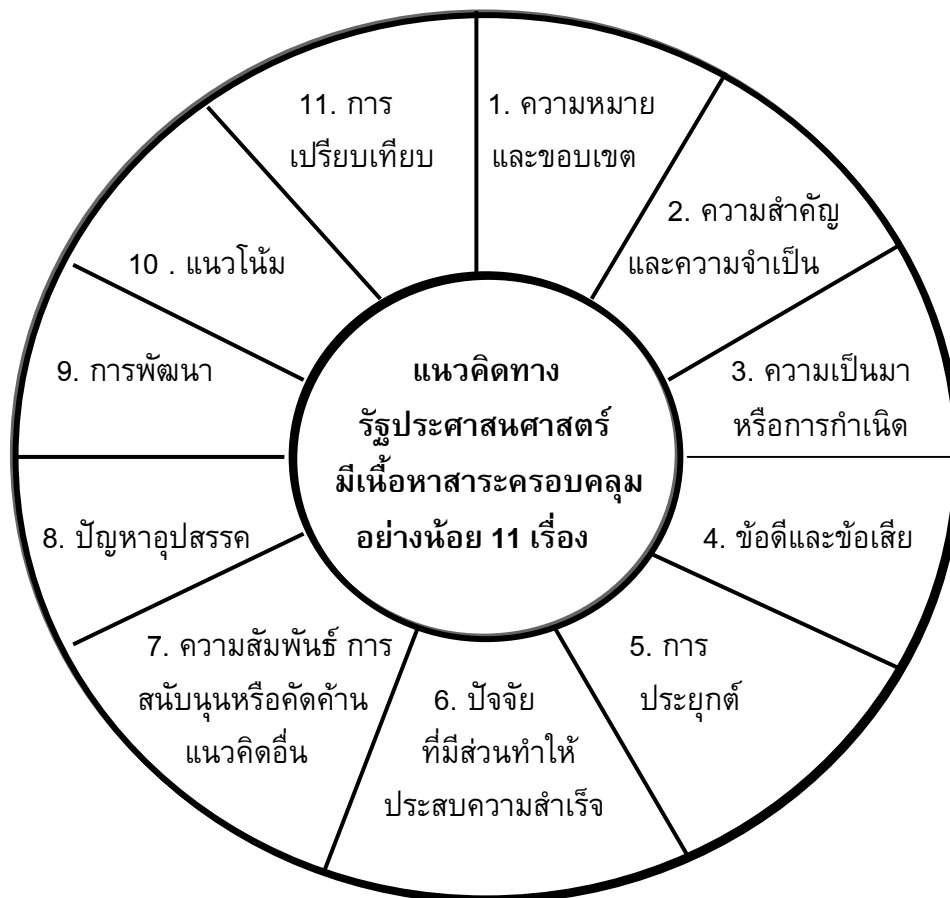 แนวคิดทาง
รัฐประศาสนศาสตร์
มีเนื้อหาสาระครอบคลุม
อย่างน้อย 11 เรื่อง
1. ความหมาย
และขอบเขต
2. ความสำคัญ
และความจำเป็น
3. ความเป็นมา
หรือการกำเนิด
4. ข้อดีและข้อเสีย
5. การ
ประยุกต์
6. ปัจจัย
ที่มีส่วนทำให้
ประสบความสำเร็จ
7. ความสัมพันธ์ การ
สนับนุนหรือคัดค้าน
แนวคิดอื่น
8. ปัญหาอุปสรรค
9. การพัฒนา
10 . แนวโน้ม
11. การ
เปรียบเทียบ